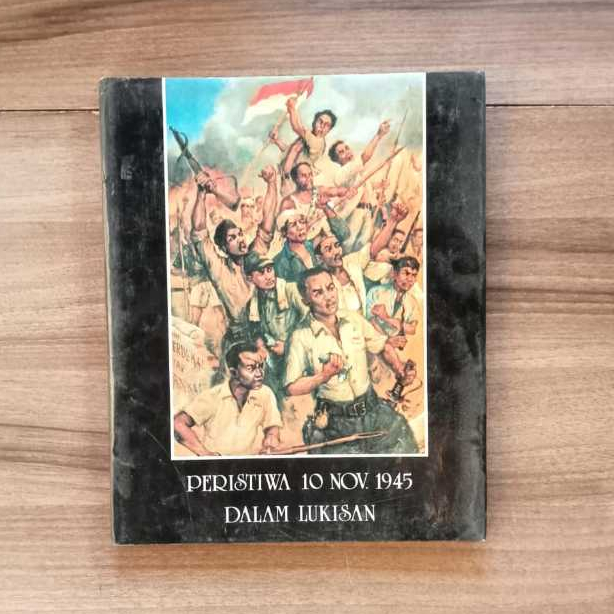 PERISTIWA 10 NOV. 1945
DALAM LUKISAN